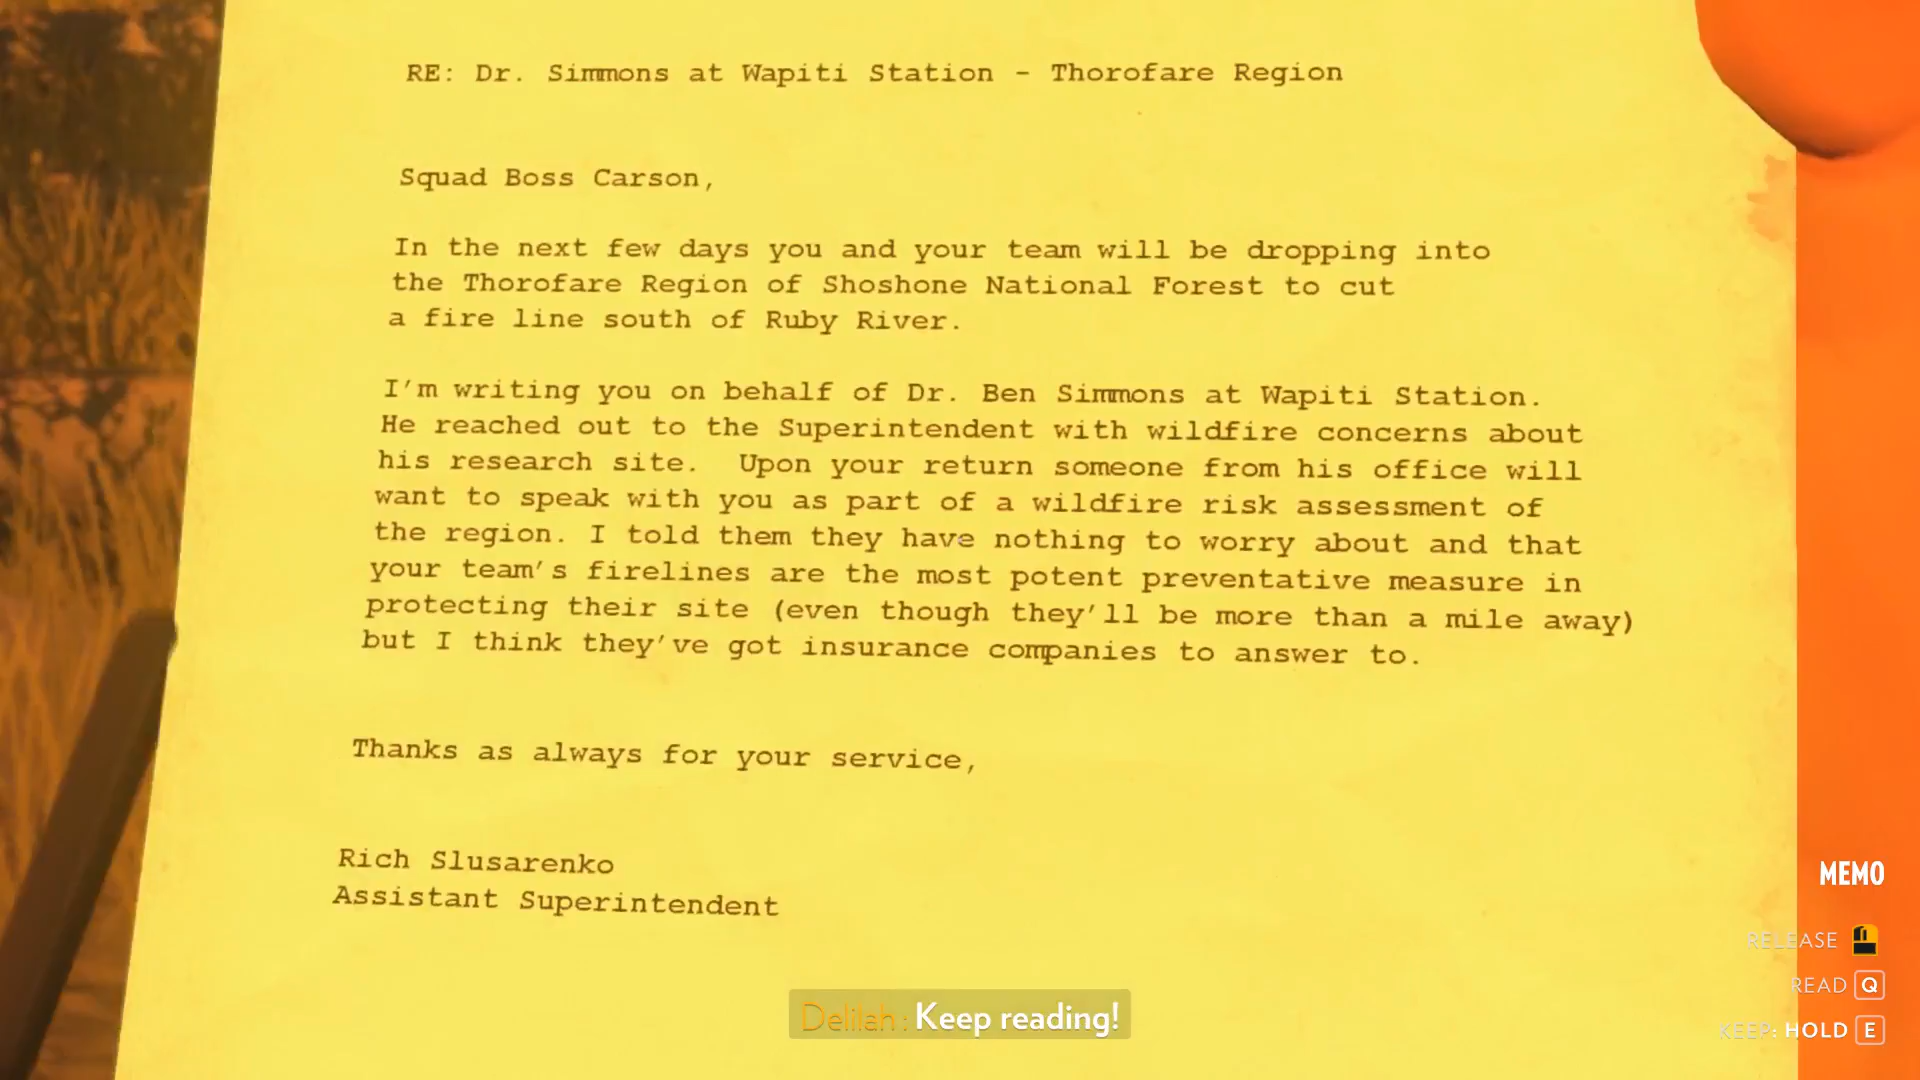 RE: Dr. Simmons at Wapiti Station - Thorofare Region
Squad Boss Carson,
In the next few days you and your team will be dropping into
the Thorofare Region of Shoshone National Forest to cut
a fire line south of Ruby River.
I'm writing you on behalf of Dr. Ben Simmons at Wapiti Station.
He reached out to the Superintendent with wildfire concerns about
his research site.  Upon your return someone from his office will
want to speak with you as part of a wildfire risk assessment of
the region. I told them they have nothing to worry about and that
your team's firelines are the most potent preventative measure in
protecting their site (even though they'll be more than a mile away)
but I think they've got insurance companies to answer to.
Thanks as always for your service,
Rich Slusarenko
Assistant Superintendent
MEMO
RELEASE
READ Q
KEEP: HOLD E
Delilah: Keep reading!